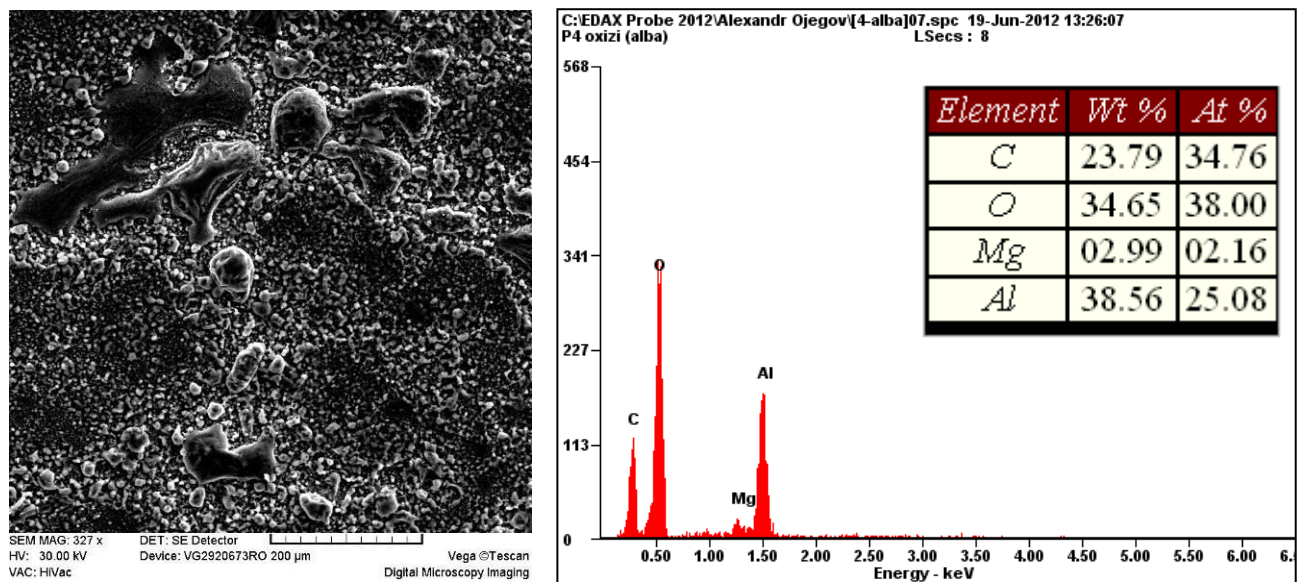 SEM MAG: 327 x DET: SE Detector
HV: 30.00 kV Device: VG2920673RO 200 µm Vega ©Tescan
VAC: HiVac Digital Microscopy Imaging
C:\EDAX Probe 2012\Alexandr Ojegov\[4-alba]07.spc 19-Jun-2012 13:26:07
P4 oxizi (alba) LSecs : 8
568
454
341
227
113
0
C
O
Mg
Al
Element Wt % At %
C 23.79 34.76
O 34.65 38.00
Mg 02.99 02.16
Al 38.56 25.08
0.50 1.00 1.50 2.00 2.50 3.00 3.50 4.00 4.50 5.00 5.50 6.00 6.5
Energy - keV